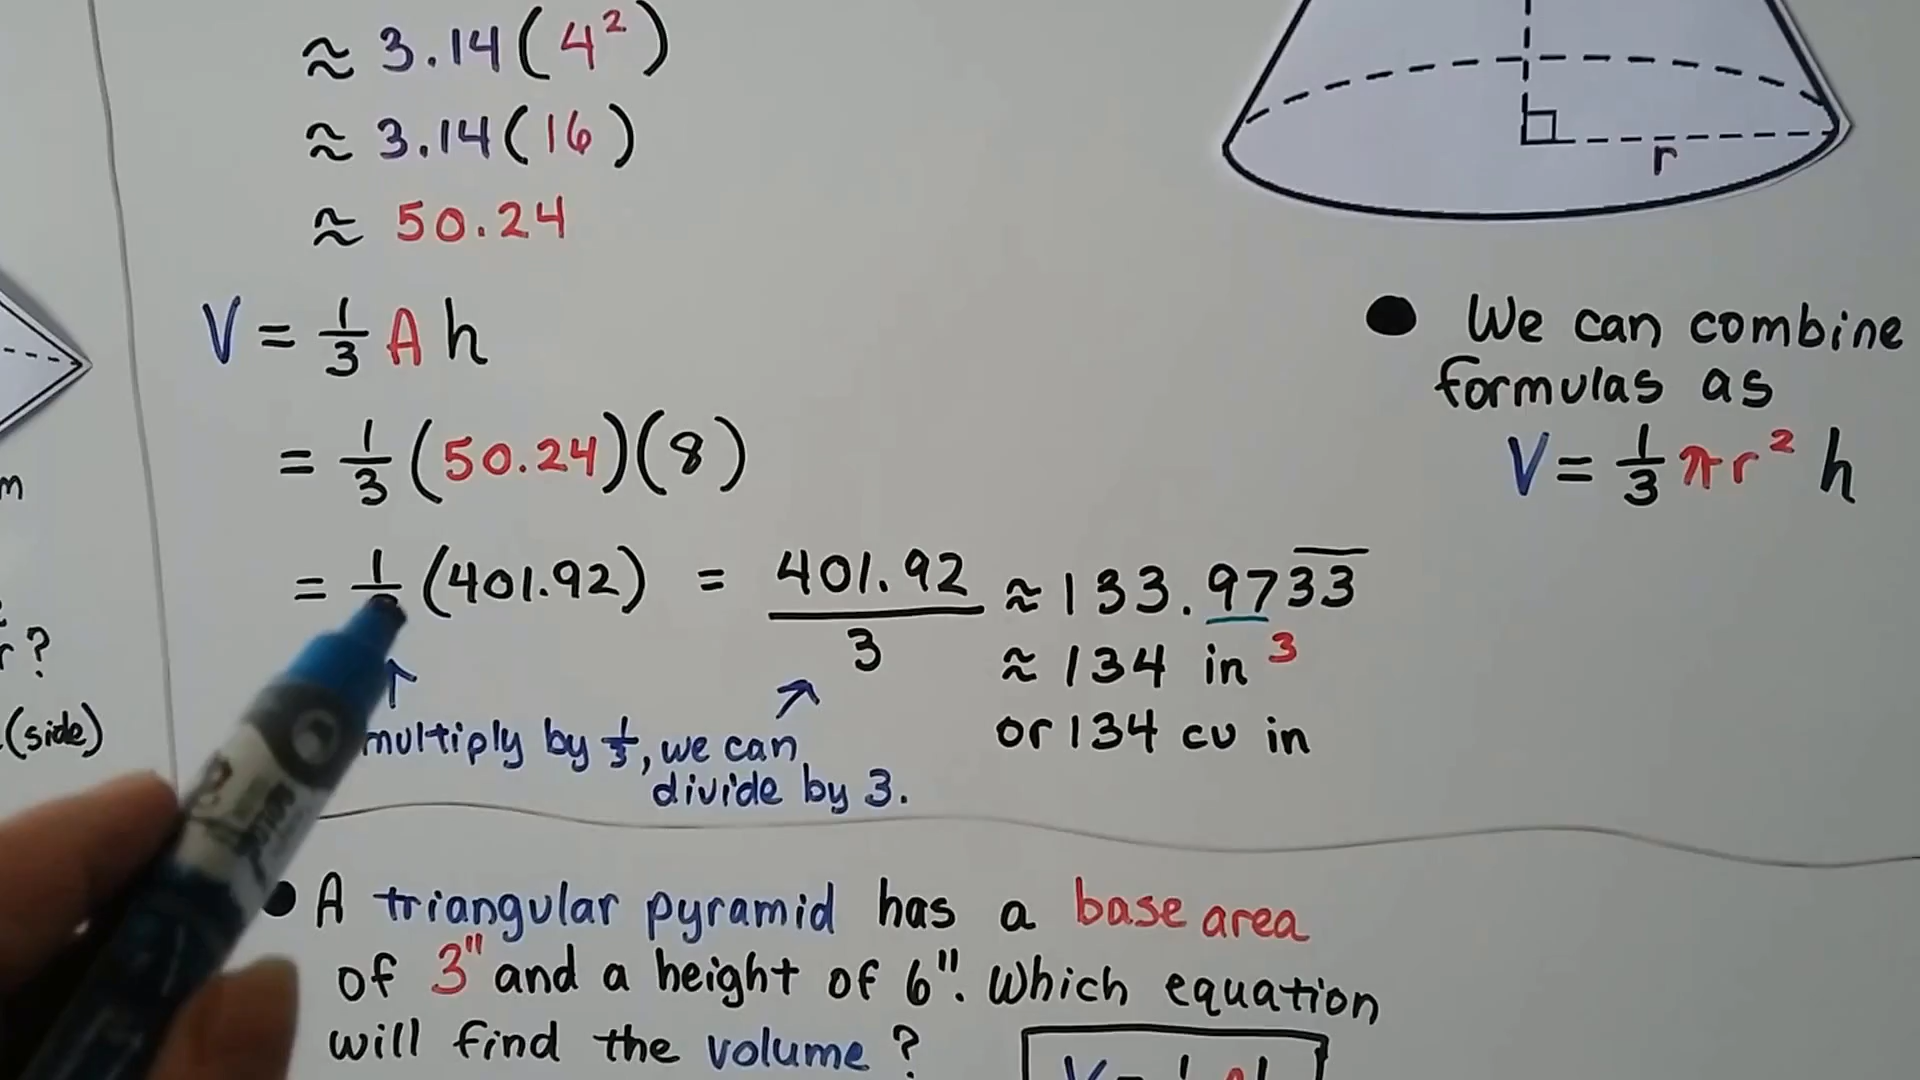 ≈ 3.14(4²)
≈ 3.14(16)
≈ 50.24
V = 1/3 A h
= 1/3 (50.24)(8)
= 1/ (401.92) = 401.92/3 ≈ 133.9733̅
≈ 134 in³
or 134 cu in
multiply by 1/3, we can
divide by 3.
r
● We can combine
formulas as
V = 1/3 πr² h
m
r?
(side)
● A triangular pyramid has a base area
of 3" and a height of 6". Which equation
will find the volume?